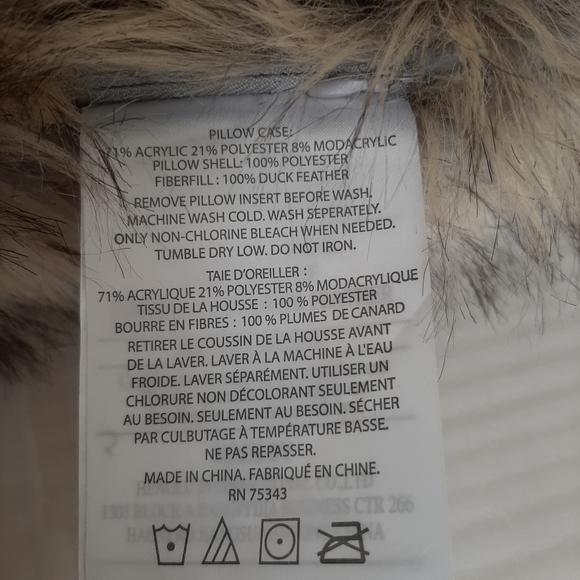 PILLOW CASE:
71% ACRYLIC 21% POLYESTER 8% MODACRYLIC
PILLOW SHELL: 100% POLYESTER
FIBERFILL : 100% DUCK FEATHER
REMOVE PILLOW INSERT BEFORE WASH.
MACHINE WASH COLD. WASH SEPERATELY.
ONLY NON-CHLORINE BLEACH WHEN NEEDED.
TUMBLE DRY LOW. DO NOT IRON.
TAIE D'OREILLER :
71% ACRYLIQUE 21% POLYESTER 8% MODACRYLIQUE
TISSU DE LA HOUSSE : 100 % POLYESTER
BOURRE EN FIBRES : 100 % PLUMES DE CANARD
RETIRER LE COUSSIN DE LA HOUSSE AVANT
DE LA LAVER. LAVER À LA MACHINE À L'EAU
FROIDE. LAVER SÉPARÉMENT. UTILISER UN
CHLORURE NON DÉCOLORANT SEULEMENT
AU BESOIN. SEULEMENT AU BESOIN. SÉCHER
PAR CULBUTAGE À TEMPÉRATURE BASSE.
NE PAS REPASSER.
MADE IN CHINA. FABRIQUÉ EN CHINE.
RN 75343